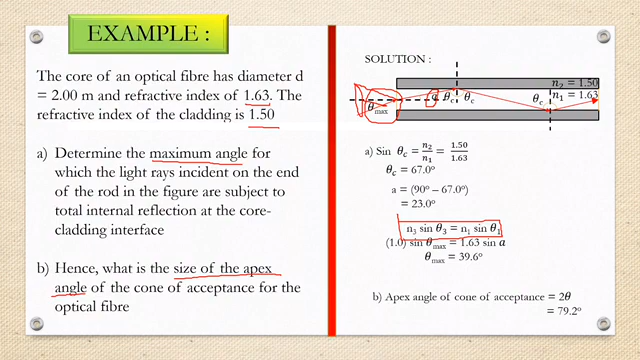 EXAMPLE :
The core of an optical fibre has diameter d
= 2.00 m and refractive index of 1.63. The
refractive index of the cladding is 1.50
a) Determine the maximum angle for
which the light rays incident on the end
of the rod in the figure are subject to
total internal reflection at the core-
cladding interface
b) Hence, what is the size of the apex
angle of the cone of acceptance for the
optical fibre
SOLUTION :
n₂ = 1.50
n₁ = 1.63
θmax
a θc θc θc
a) Sin θc = n₂/n₁ = 1.50/1.63
θc = 67.0º
a = (90º – 67.0º)
= 23.0º
n₃ sin θ₃ = n₁ sin θ₁
(1.0) sin θmax = 1.63 sin a
θmax = 39.6º
b) Apex angle of cone of acceptance = 2θ
= 79.2º